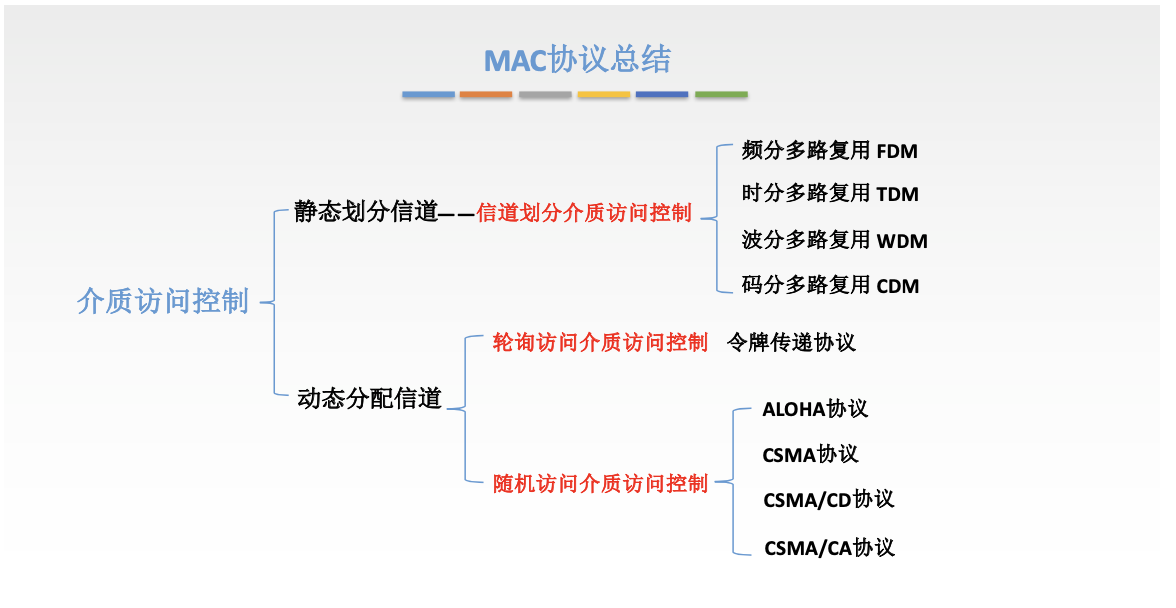 MAC协议总结
介质访问控制
静态划分信道——信道划分介质访问控制
频分多路复用 FDM
时分多路复用 TDM
波分多路复用 WDM
码分多路复用 CDM
动态分配信道
轮询访问介质访问控制 令牌传递协议
随机访问介质访问控制
ALOHA协议
CSMA协议
CSMA/CD协议
CSMA/CA协议